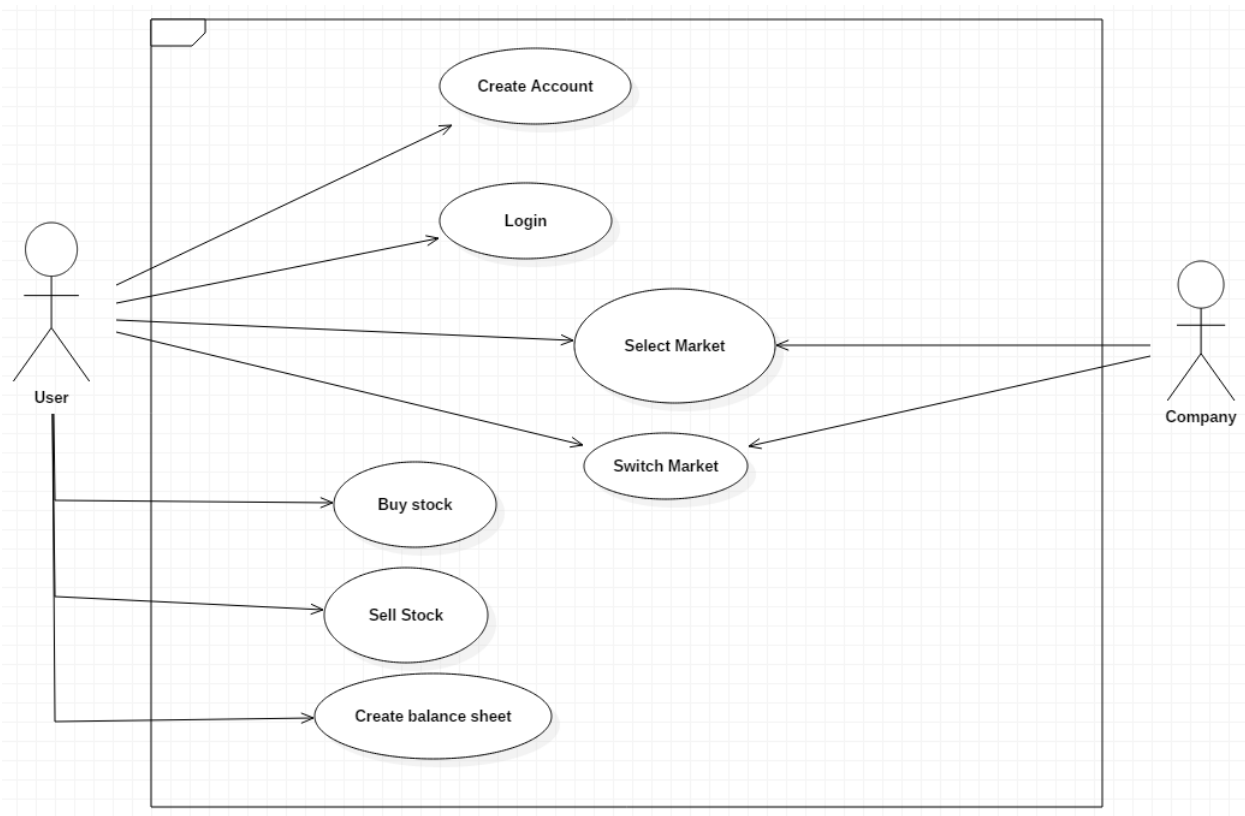 Create Account
Login
Select Market
User
Company
Switch Market
Buy stock
Sell Stock
Create balance sheet